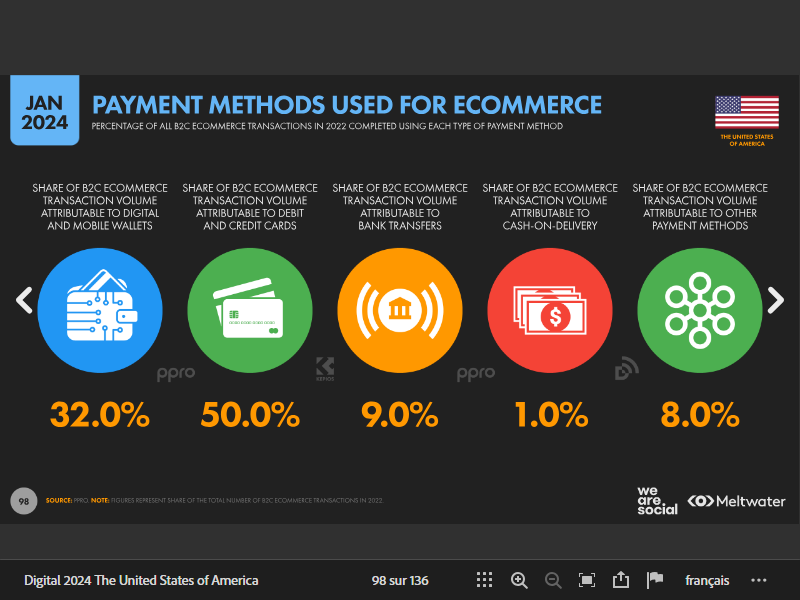 JAN
2024
PAYMENT METHODS USED FOR ECOMMERCE
PERCENTAGE OF ALL B2C ECOMMERCE TRANSACTIONS IN 2022 COMPLETED USING EACH TYPE OF PAYMENT METHOD
THE UNITED STATES
OF AMERICA
SHARE OF B2C ECOMMERCE
TRANSACTION VOLUME
ATTRIBUTABLE TO DIGITAL
AND MOBILE WALLETS
SHARE OF B2C ECOMMERCE
TRANSACTION VOLUME
ATTRIBUTABLE TO DEBIT
AND CREDIT CARDS
SHARE OF B2C ECOMMERCE
TRANSACTION VOLUME
ATTRIBUTABLE TO
BANK TRANSFERS
SHARE OF B2C ECOMMERCE
TRANSACTION VOLUME
ATTRIBUTABLE TO
CASH-ON-DELIVERY
SHARE OF B2C ECOMMERCE
TRANSACTION VOLUME
ATTRIBUTABLE TO OTHER
PAYMENT METHODS
$
ppro
KEPIOS
ppro
32.0%
50.0%
9.0%
1.0%
8.0%
98
SOURCE: PPRO. NOTE: FIGURES REPRESENT SHARE OF THE TOTAL NUMBER OF B2C ECOMMERCE TRANSACTIONS IN 2022.
we
are
social
Meltwater
Digital 2024 The United States of America
98 sur 136
français